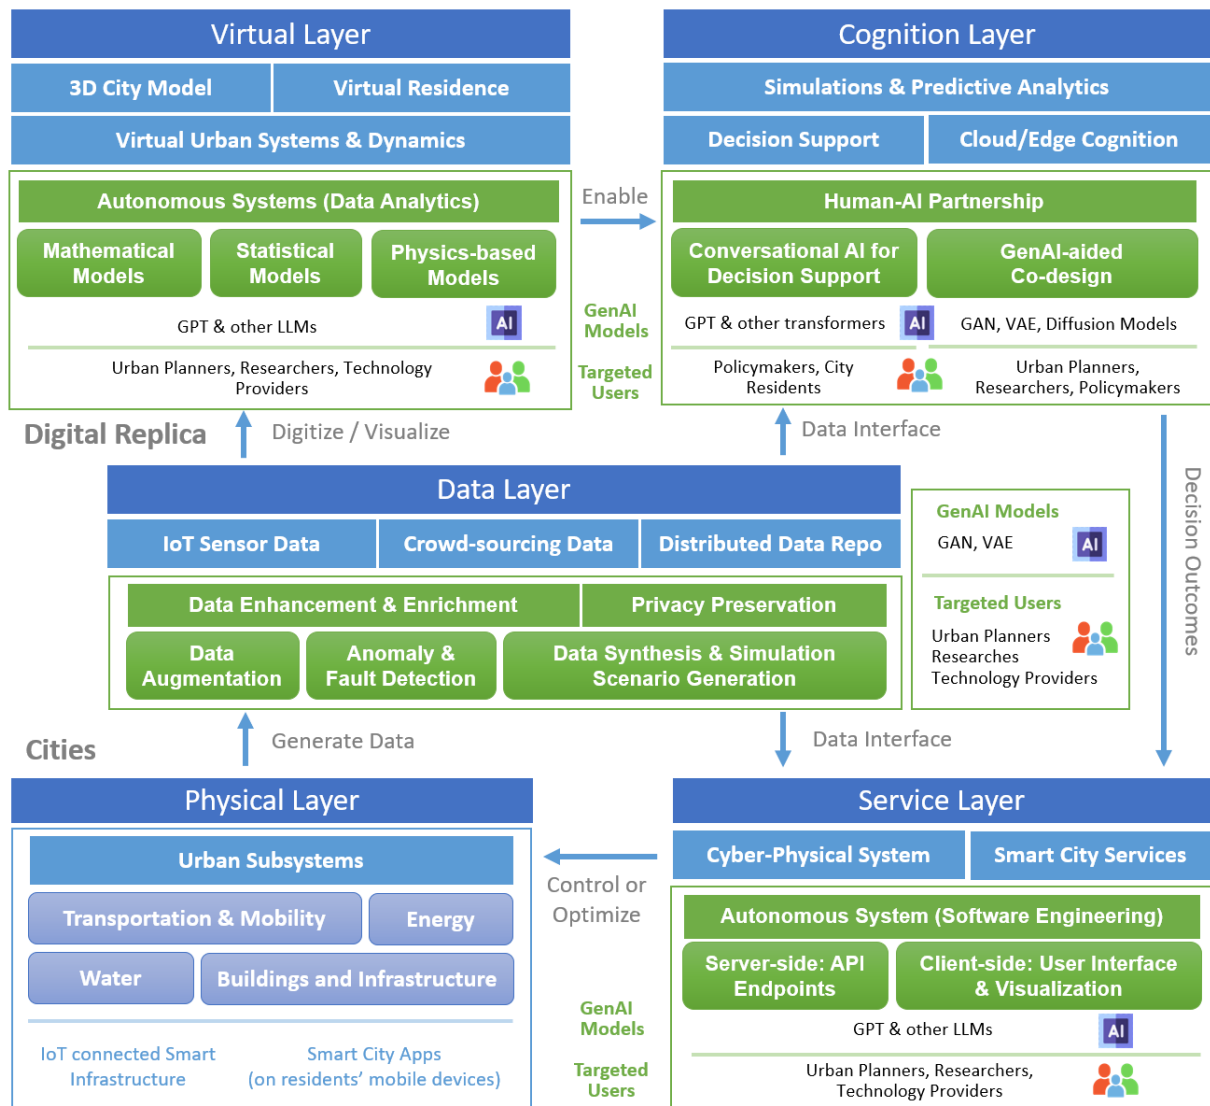 Virtual Layer
3D City Model
Virtual Residence
Virtual Urban Systems & Dynamics
Autonomous Systems (Data Analytics)
Mathematical
Models
Statistical
Models
Physics-based
Models
GPT & other LLMs
AI
Urban Planners, Researchers, Technology
Providers
Enable
GenAI
Models
Targeted
Users
Cognition Layer
Simulations & Predictive Analytics
Decision Support
Cloud/Edge Cognition
Human-AI Partnership
Conversational AI for
Decision Support
GenAI-aided
Co-design
GPT & other transformers
AI
GAN, VAE, Diffusion Models
Policymakers, City
Residents
Urban Planners,
Researchers, Policymakers
Digital Replica
Digitize / Visualize
Data Interface
Data Layer
IoT Sensor Data
Crowd-sourcing Data
Distributed Data Repo
Data Enhancement & Enrichment
Privacy Preservation
Data
Augmentation
Anomaly &
Fault Detection
Data Synthesis & Simulation
Scenario Generation
GenAI Models
GAN, VAE
AI
Targeted Users
Urban Planners
Researches
Technology Providers
Decision Outcomes
Cities
Generate Data
Data Interface
Physical Layer
Urban Subsystems
Transportation & Mobility
Energy
Water
Buildings and Infrastructure
IoT connected Smart
Infrastructure
Smart City Apps
(on residents’ mobile devices)
Control or
Optimize
GenAI
Models
Targeted
Users
Service Layer
Cyber-Physical System
Smart City Services
Autonomous System (Software Engineering)
Server-side: API
Endpoints
Client-side: User Interface
& Visualization
GPT & other LLMs
AI
Urban Planners, Researchers,
Technology Providers